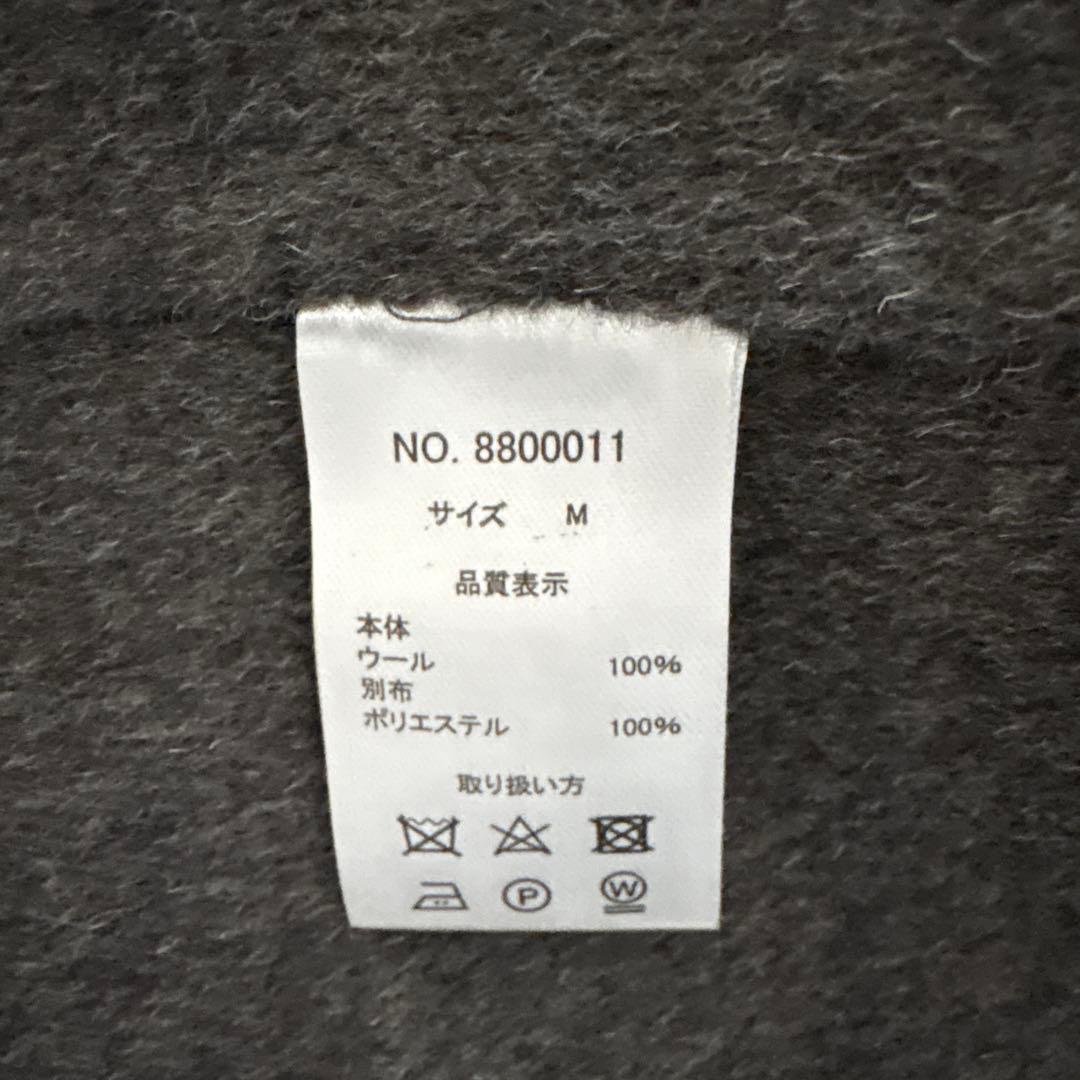 NO. 8800011
サイズ M
品質表示
本体
ウール 100%
別布
ポリエステル 100%
取り扱い方
P W